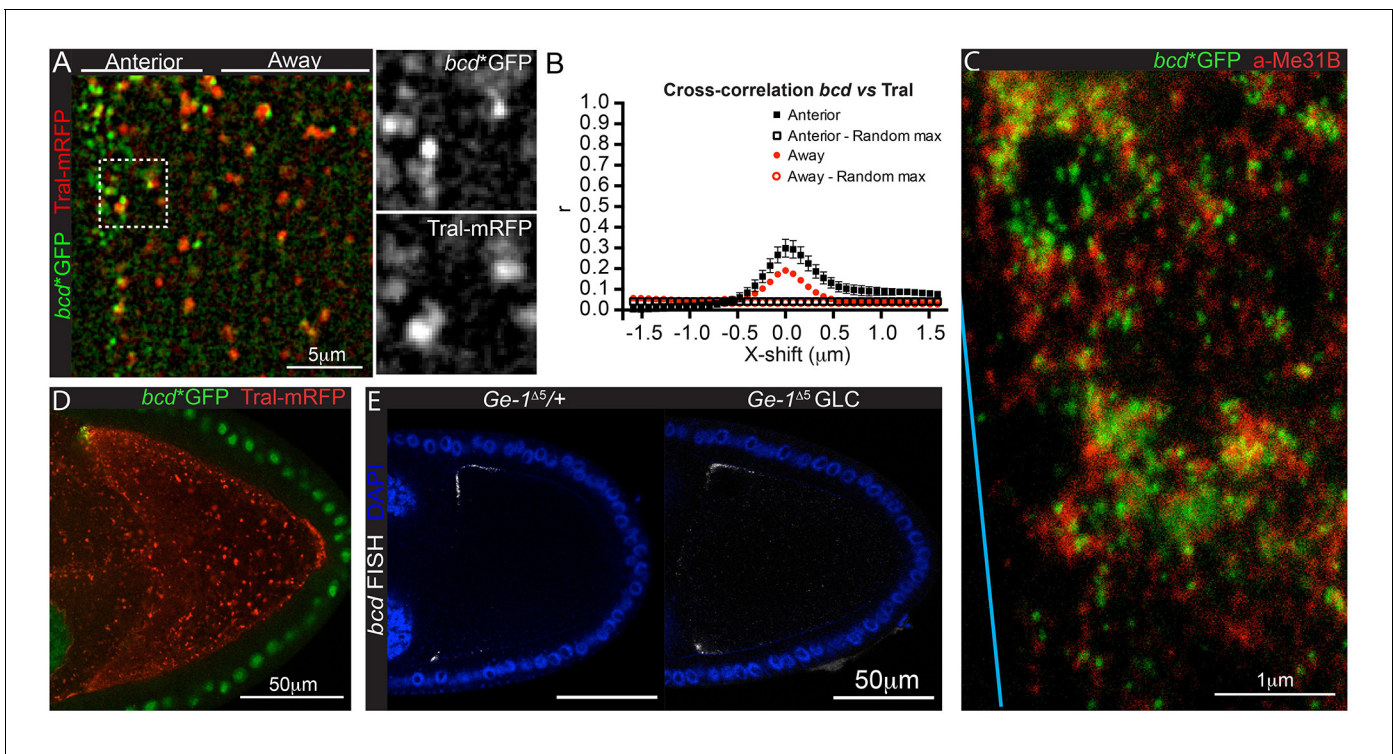 A
Anterior
Away
bcd*GFP Tral-mRFP
5μm
bcd*GFP
Tral-mRFP
B
Cross-correlation bcd vs Tral
Anterior
Anterior - Random max
Away
Away - Random max
r
1.0
0.9
0.8
0.7
0.6
0.5
0.4
0.3
0.2
0.1
0.0
-1.5 -1.0 -0.5 0.0 0.5 1.0 1.5
X-shift (μm)
C
bcd*GFP a-Me31B
1μm
D
bcd*GFP Tral-mRFP
50μm
E
Ge-1Δ5/+
Ge-1Δ5 GLC
bcd FISH DAPI
50μm